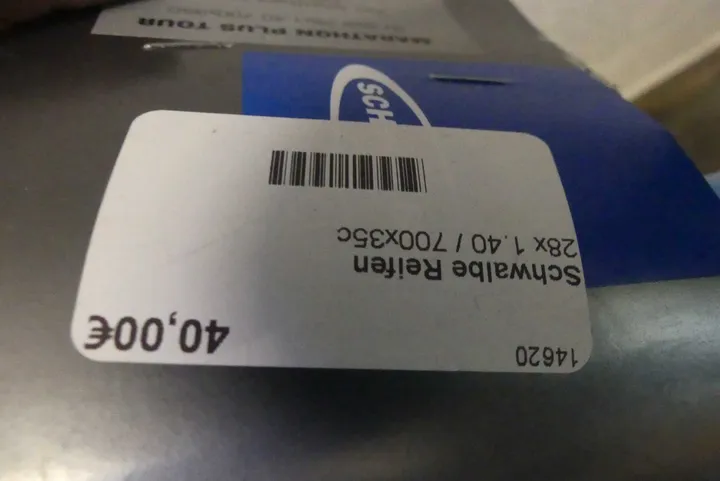 14620
40,00€
Schwalbe Reifen
28x 1.40 / 700x35c
SCH
MARATHON PLUS TOUR